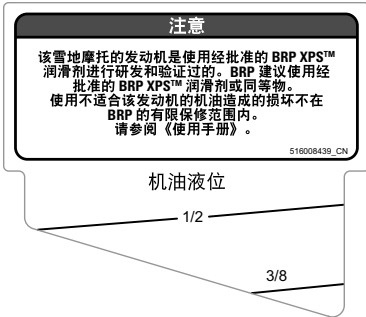 注意
该雪地摩托的发动机是使用经批准的 BRP XPS™
润滑剂进行研发和验证过的。BRP 建议使用经
批准的 BRP XPS™ 润滑剂或同等物。
使用不适合该发动机的机油造成的损坏不在
BRP 的有限保修范围内。
请参阅《使用手册》。
516008439_CN
机油液位
1/2
3/8